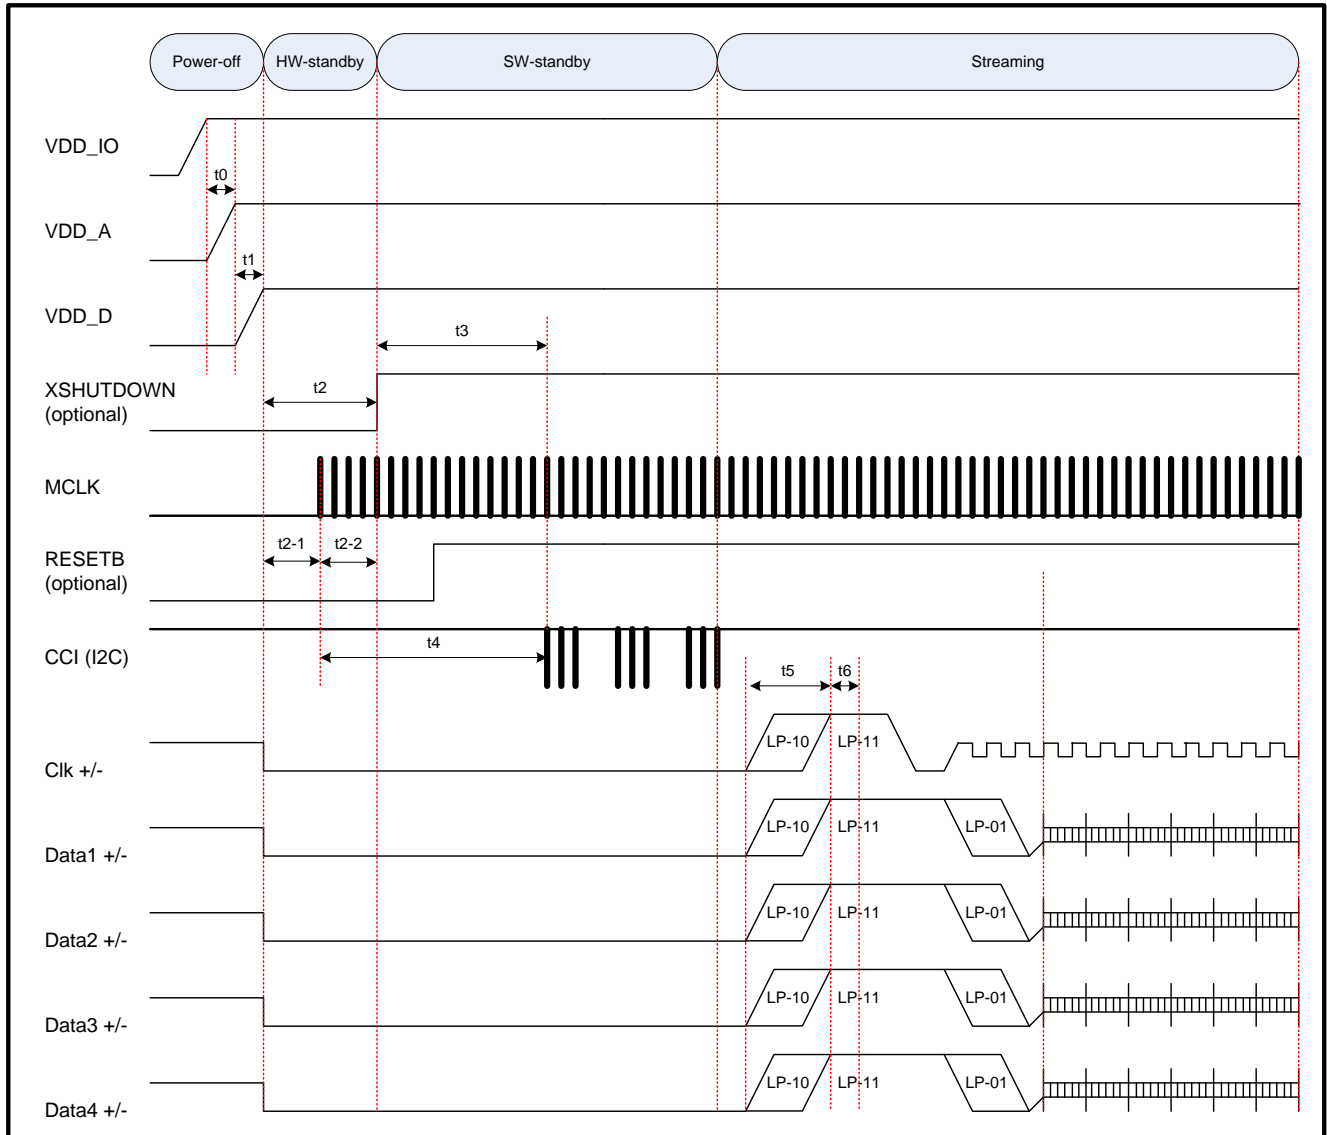 Power-off HW-standby SW-standby Streaming
VDD_IO
t0
VDD_A
t1
VDD_D
t3
XSHUTDOWN
(optional)
t2
MCLK
t2-1 t2-2
RESETB
(optional)
t4
CCI (I2C)
t5 t6
LP-10 LP-11
Clk +/-
LP-10 LP-11 LP-01
Data1 +/-
LP-10 LP-11 LP-01
Data2 +/-
LP-10 LP-11 LP-01
Data3 +/-
LP-10 LP-11 LP-01
Data4 +/-